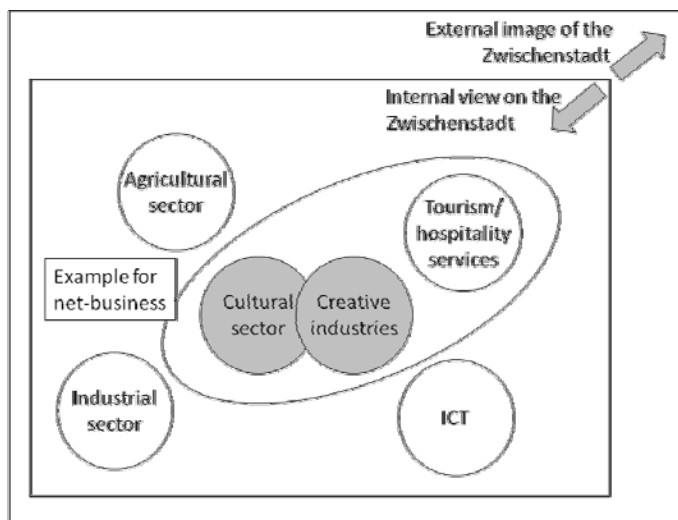 External image of the
Zwischenstadt
Internal view on the
Zwischenstadt
Agricultural
sector
Tourism/
hospitality
services
Example for
net-business
Cultural
sector
Creative
industries
Industrial
sector
ICT